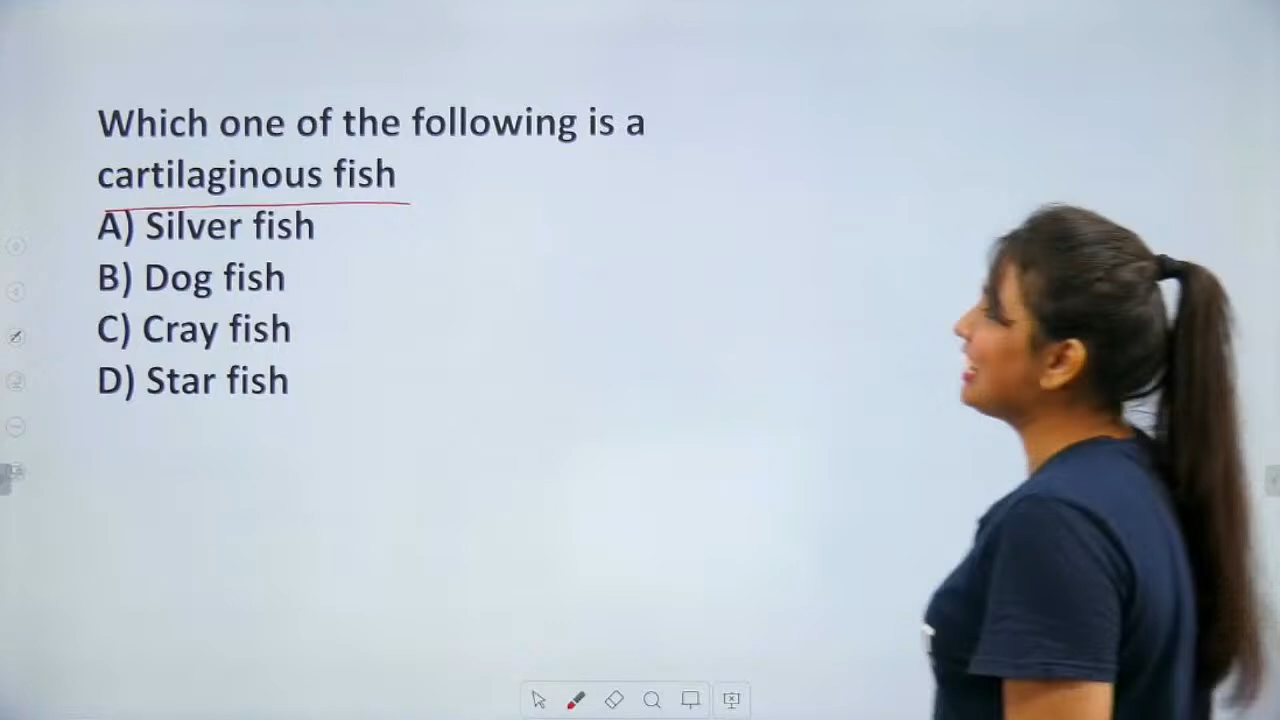 Which one of the following is a
cartilaginous fish
A) Silver fish
B) Dog fish
C) Cray fish
D) Star fish